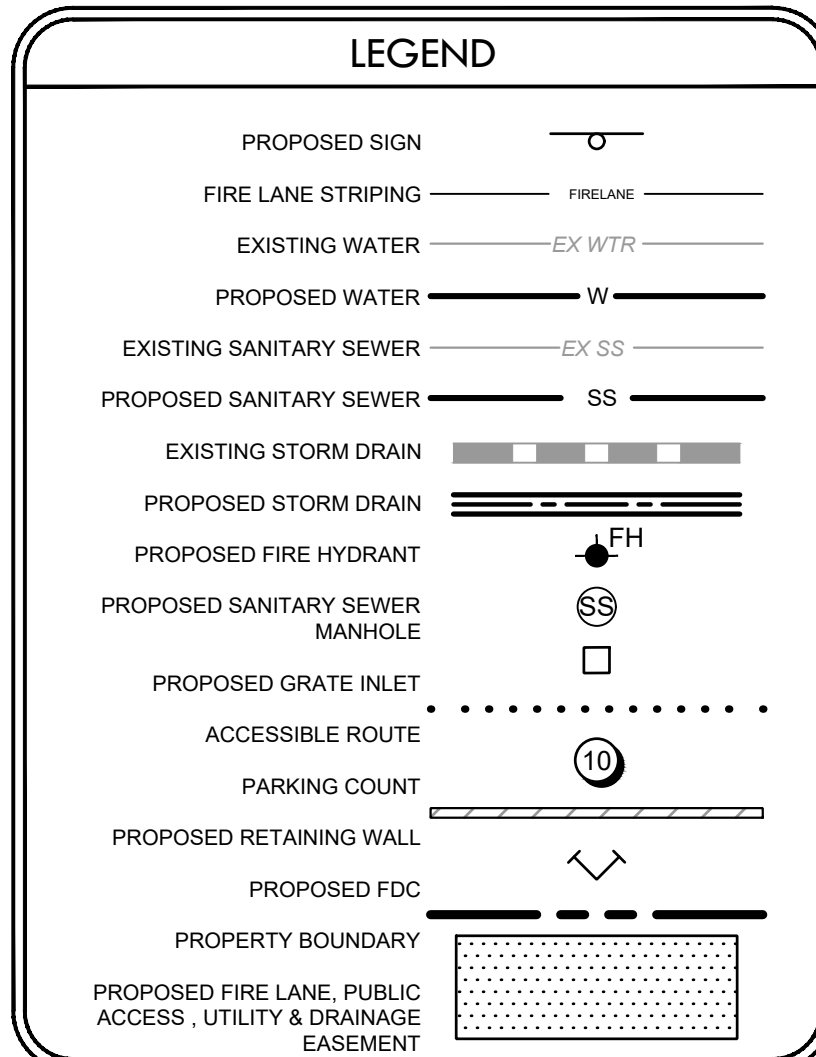 LEGEND
PROPOSED SIGN
FIRE LANE STRIPING FIRELANE
EXISTING WATER EX WTR
PROPOSED WATER W
EXISTING SANITARY SEWER EX SS
PROPOSED SANITARY SEWER SS
EXISTING STORM DRAIN
PROPOSED STORM DRAIN
PROPOSED FIRE HYDRANT FH
PROPOSED SANITARY SEWER SS
MANHOLE
PROPOSED GRATE INLET
ACCESSIBLE ROUTE
PARKING COUNT 10
PROPOSED RETAINING WALL
PROPOSED FDC
PROPERTY BOUNDARY
PROPOSED FIRE LANE, PUBLIC
ACCESS , UTILITY & DRAINAGE
EASEMENT